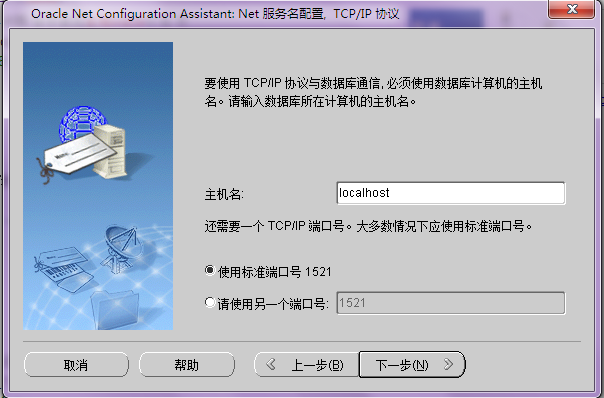 Oracle Net Configuration Assistant: Net 服务名配置, TCP/IP 协议
要使用 TCP/IP 协议与数据库通信, 必须使用数据库计算机的主机
名。请输入数据库所在计算机的主机名。
主机名:
localhost
还需要一个 TCP/IP 端口号。大多数情况下应使用标准端口号。
使用标准端口号 1521
请使用另一个端口号:
1521
取消
帮助
上一步(B)
下一步(N)